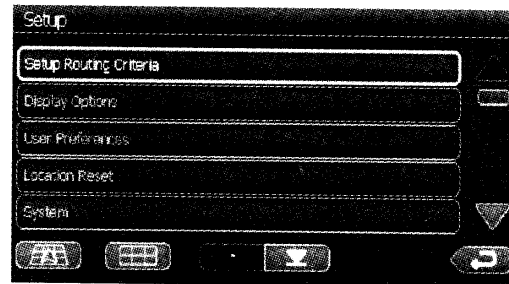 Setup
Setup Routing Criteria
Display Options
User Preferences
Location Reset
System